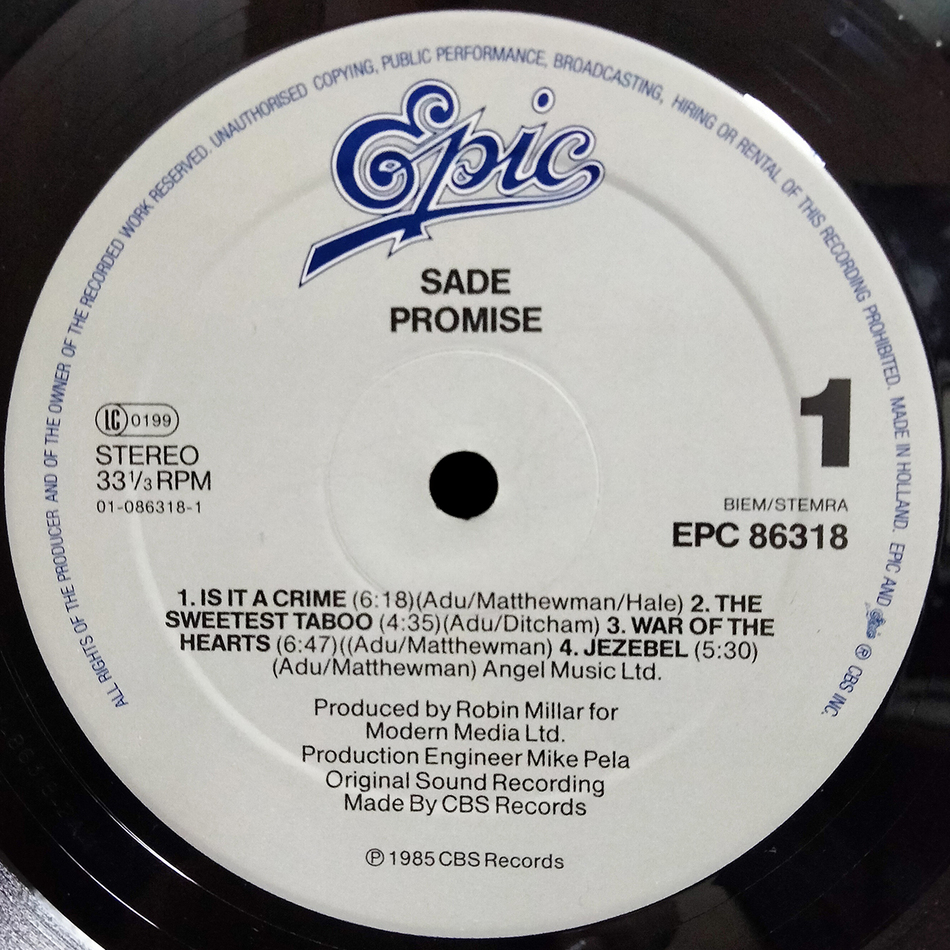 ALL RIGHTS OF THE PRODUCER AND OF THE OWNER OF THE RECORDED WORK RESERVED. UNAUTHORISED COPYING, PUBLIC PERFORMANCE, BROADCASTING, HIRING OR RENTAL OF THIS RECORDING PROHIBITED. MADE IN HOLLAND. EPIC AND Epic ℗ CBS INC.
Epic
SADE
PROMISE
LC 0199
STEREO
33 1/3 RPM
01-086318-1
1
BIEM/STEMRA
EPC 86318
1. IS IT A CRIME (6:18)(Adu/Matthewman/Hale) 2. THE
SWEETEST TABOO (4:35)(Adu/Ditcham) 3. WAR OF THE
HEARTS (6:47)((Adu/Matthewman) 4. JEZEBEL (5:30)
(Adu/Matthewman) Angel Music Ltd.
Produced by Robin Millar for
Modern Media Ltd.
Production Engineer Mike Pela
Original Sound Recording
Made By CBS Records
℗ 1985 CBS Records